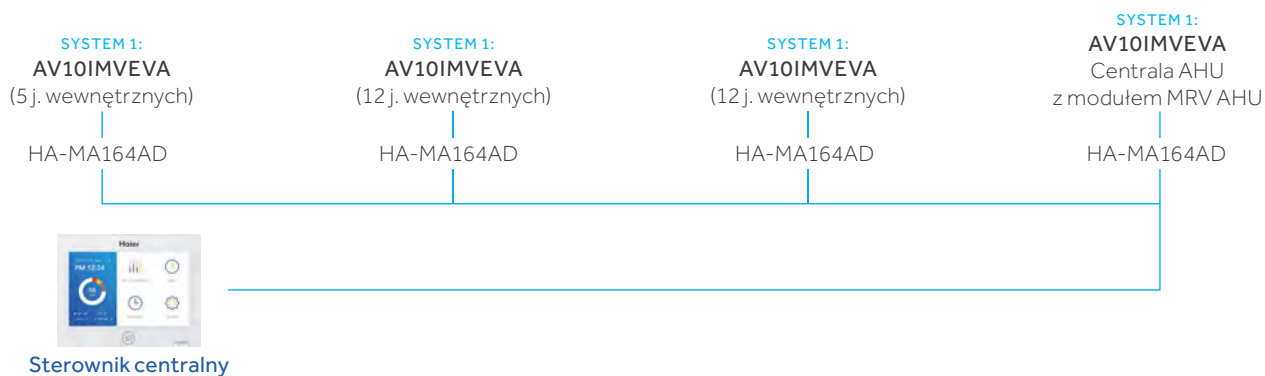 SYSTEM 1:
AV10IMVEVA
(5 j. wewnętrznych)
SYSTEM 1:
AV10IMVEVA
(12 j. wewnętrznych)
SYSTEM 1:
AV10IMVEVA
(12 j. wewnętrznych)
SYSTEM 1:
AV10IMVEVA
Centrala AHU
z modułem MRV AHU
HA-MA164AD
HA-MA164AD
HA-MA164AD
HA-MA164AD
Haier
PM 12:24
Sterownik centralny